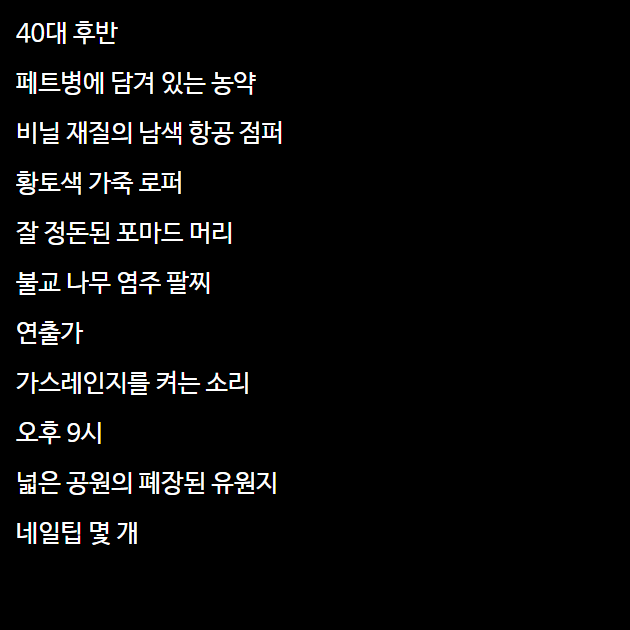 40대 후반
페트병에 담겨 있는 농약
비닐 재질의 남색 항공 점퍼
황토색 가죽 로퍼
잘 정돈된 포마드 머리
불교 나무 염주 팔찌
연출가
가스레인지를 켜는 소리
오후 9시
넓은 공원의 폐장된 유원지
네일팁 몇 개